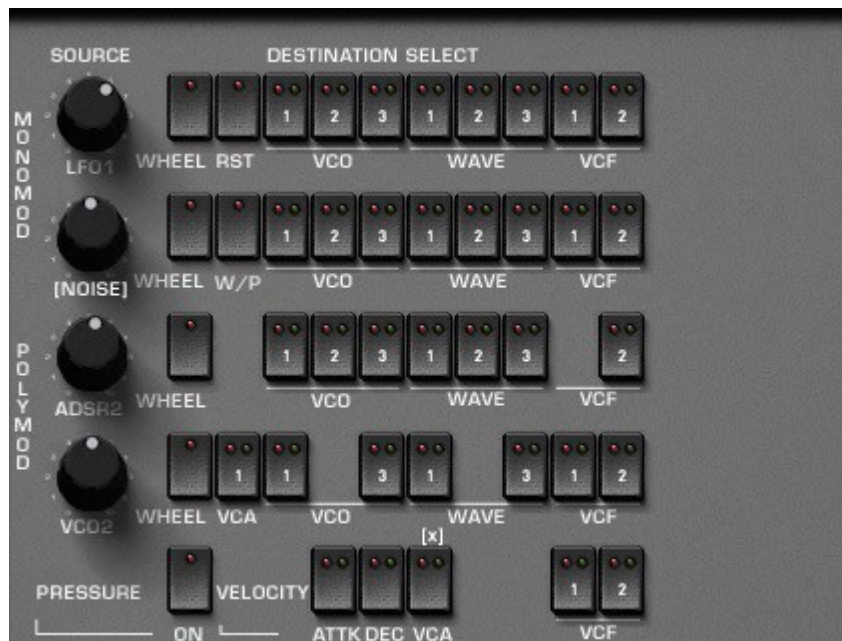 SOURCE DESTINATION SELECT
1 2 3 1 2 3 1 2
MONOMOD
LFO1 WHEEL RST VCO WAVE VCF
1 2 3 1 2 3 1 2
[NOISE] WHEEL W/P VCO WAVE VCF
1 2 3 1 2 3 2
POLYMOD
ADSR2 WHEEL VCO WAVE VCF
1 1 3 1 3 1 2
VCO2 WHEEL VCA VCO WAVE VCF
[x]
1 2
PRESSURE VELOCITY
ON ATTK DEC VCA VCF